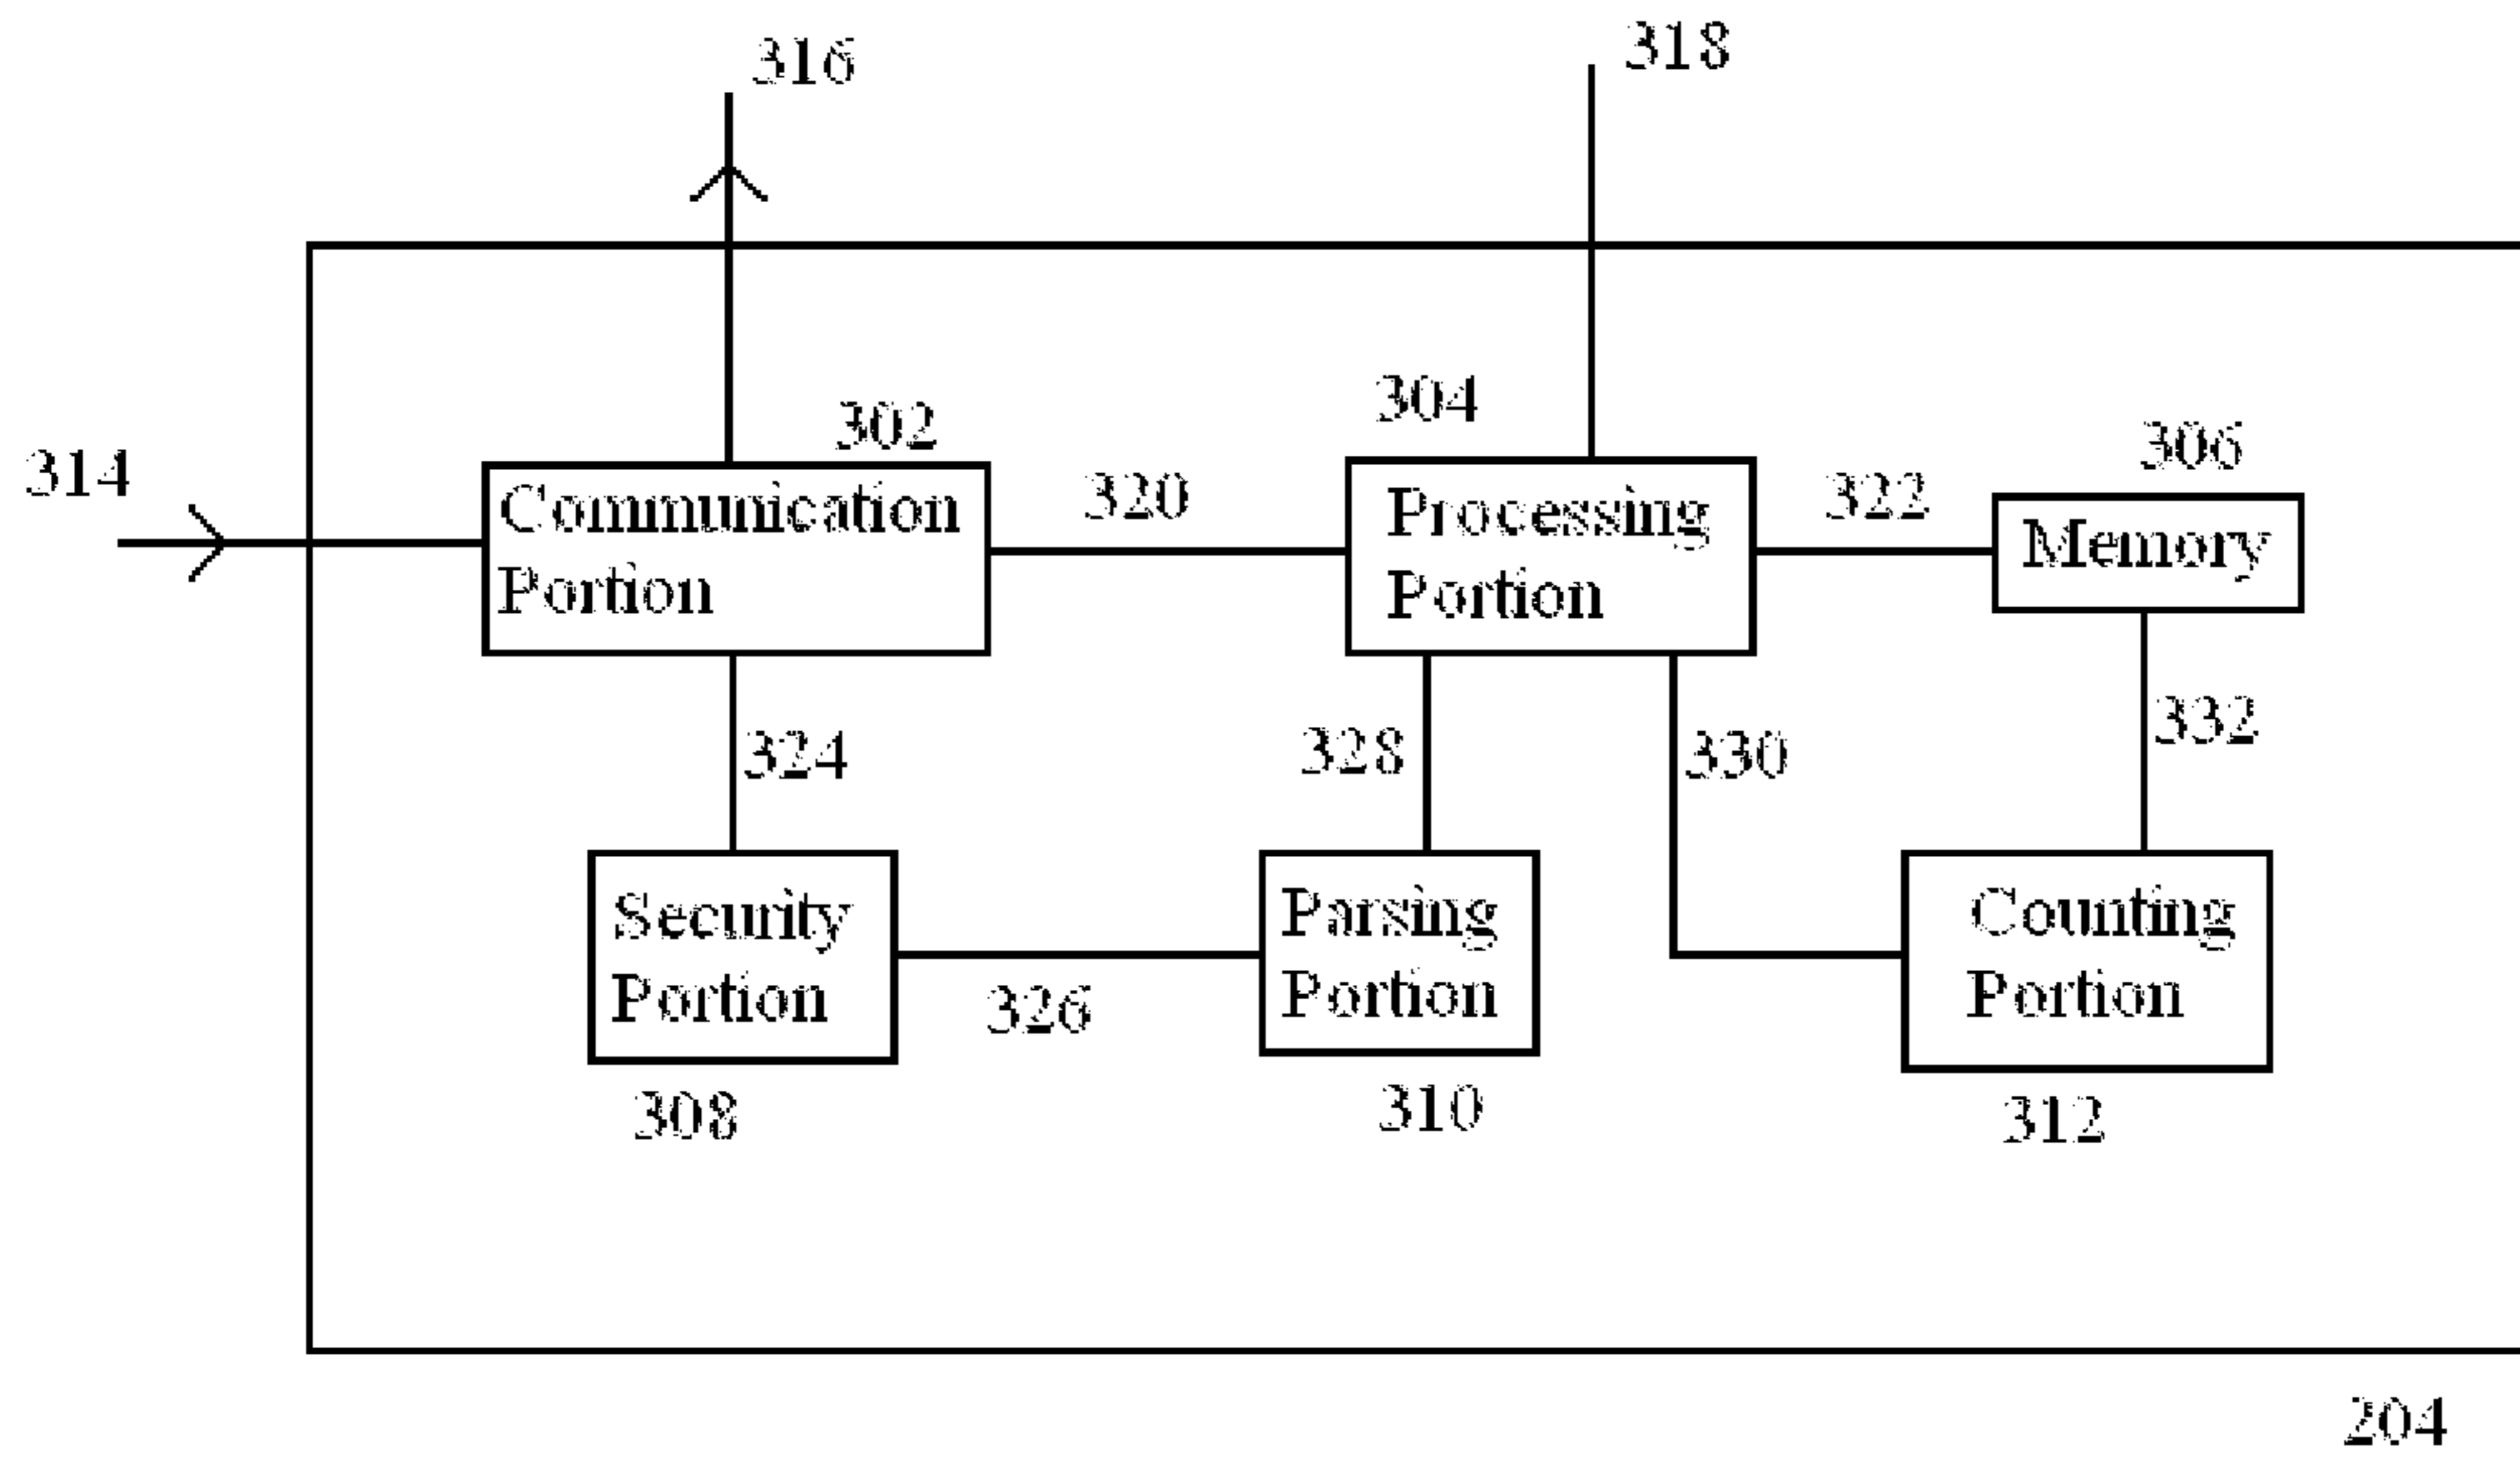 316
318
302
304
306
314
320
322
Communication
Portion
Processing
Portion
Memory
324
328
330
332
Security
Portion
Parsing
Portion
Counting
Portion
326
308
310
312
204